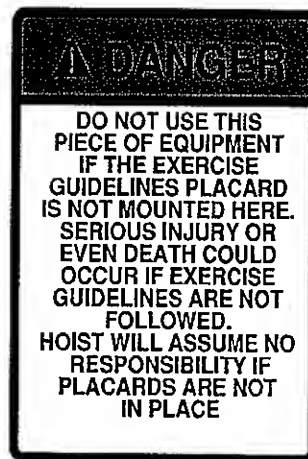 ⚠ DANGER
DO NOT USE THIS
PIECE OF EQUIPMENT
IF THE EXERCISE
GUIDELINES PLACARD
IS NOT MOUNTED HERE.
SERIOUS INJURY OR
EVEN DEATH COULD
OCCUR IF EXERCISE
GUIDELINES ARE NOT
FOLLOWED.
HOIST WILL ASSUME NO
RESPONSIBILITY IF
PLACARDS ARE NOT
IN PLACE